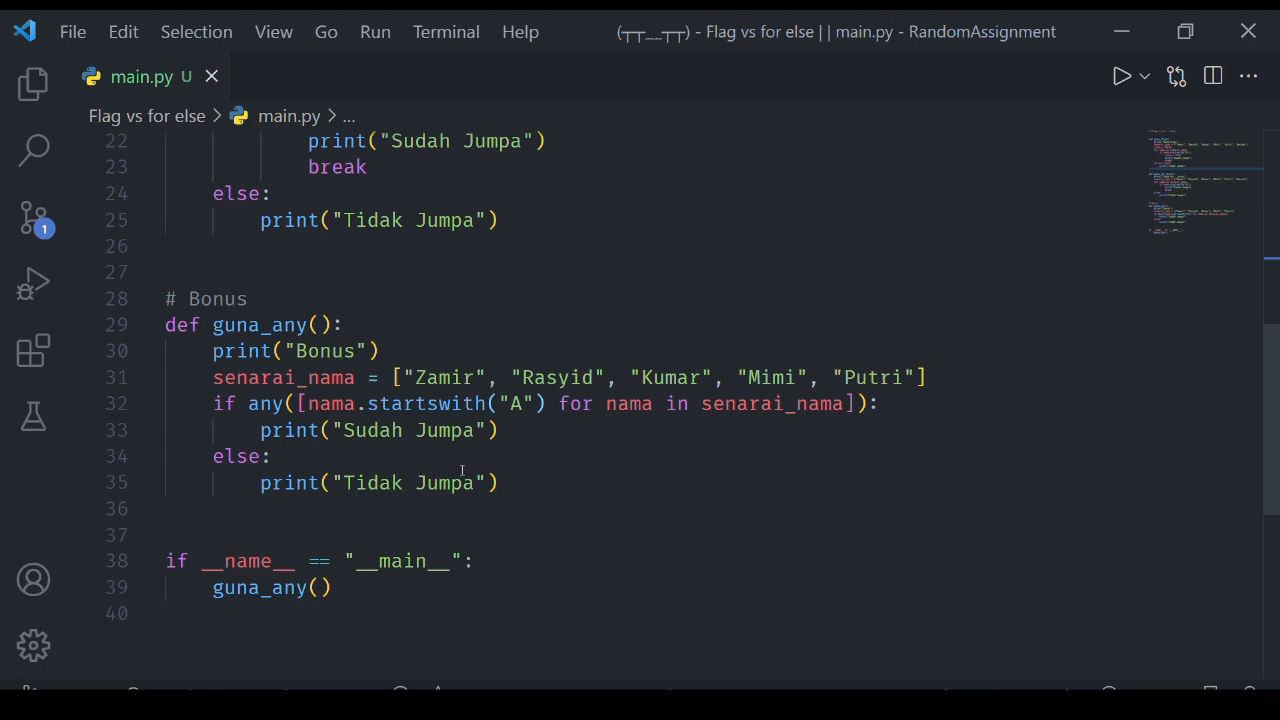 File Edit Selection View Go Run Terminal Help (┬┬﹏┬┬) - Flag vs for else || main.py - RandomAssignment
main.py U
Flag vs for else > main.py > ...
22 print("Sudah Jumpa")
23 break
24 else:
25 print("Tidak Jumpa")
26
27
28 # Bonus
29 def guna_any():
30 print("Bonus")
31 senarai_nama = ["Zamir", "Rasyid", "Kumar", "Mimi", "Putri"]
32 if any([nama.startswith("A") for nama in senarai_nama]):
33 print("Sudah Jumpa")
34 else:
35 print("Tidak Jumpa")
36
37
38 if __name__ == "__main__":
39 guna_any()
40
1